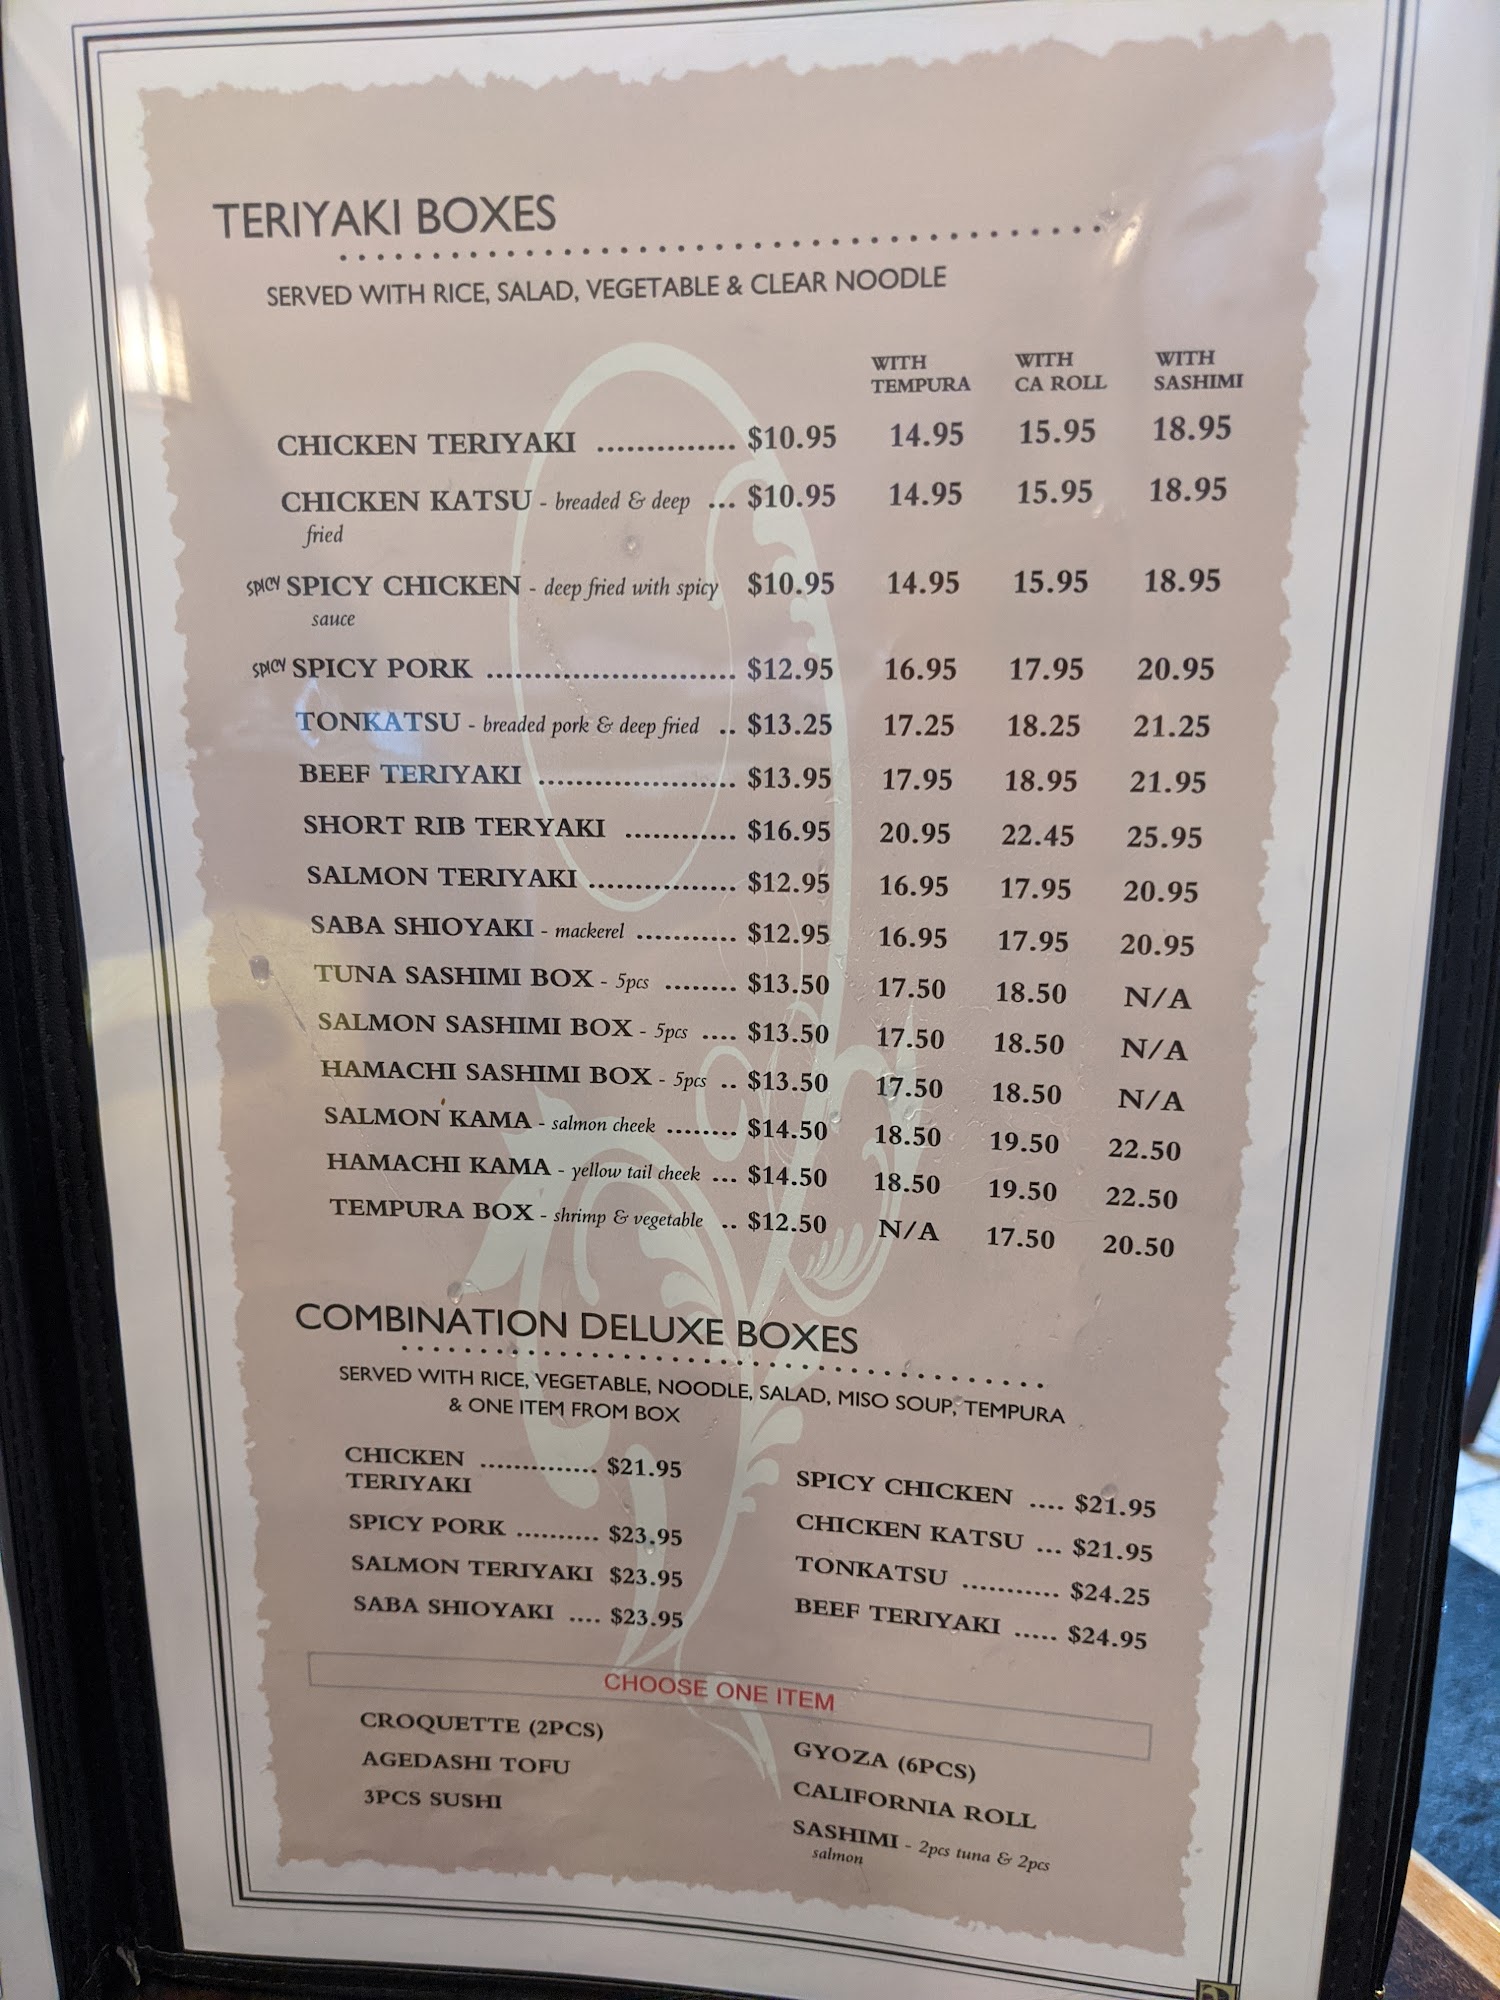 TERIYAKI BOXES
SERVED WITH RICE, SALAD, VEGETABLE & CLEAR NOODLE
WITH TEMPURA WITH CA ROLL WITH SASHIMI
CHICKEN TERIYAKI .............. $10.95 14.95 15.95 18.95
CHICKEN KATSU - breaded & deep ... $10.95 14.95 15.95 18.95
fried
SPICY SPICY CHICKEN - deep fried with spicy $10.95 14.95 15.95 18.95
sauce
SPICY SPICY PORK .......................... $12.95 16.95 17.95 20.95
TONKATSU - breaded pork & deep fried .. $13.25 17.25 18.25 21.25
BEEF TERIYAKI ..................... $13.95 17.95 18.95 21.95
SHORT RIB TERYAKI ............ $16.95 20.95 22.45 25.95
SALMON TERIYAKI ................ $12.95 16.95 17.95 20.95
SABA SHIOYAKI - mackerel ........... $12.95 16.95 17.95 20.95
TUNA SASHIMI BOX - 5pcs ........ $13.50 17.50 18.50 N/A
SALMON SASHIMI BOX - 5pcs .... $13.50 17.50 18.50 N/A
HAMACHI SASHIMI BOX - 5pcs .. $13.50 17.50 18.50 N/A
SALMON KAMA - salmon cheek ........ $14.50 18.50 19.50 22.50
HAMACHI KAMA - yellow tail cheek ... $14.50 18.50 19.50 22.50
TEMPURA BOX - shrimp & vegetable .. $12.50 N/A 17.50 20.50
COMBINATION DELUXE BOXES
SERVED WITH RICE, VEGETABLE, NOODLE, SALAD, MISO SOUP, TEMPURA
& ONE ITEM FROM BOX
CHICKEN .............. $21.95
TERIYAKI
SPICY PORK .......... $23.95
SALMON TERIYAKI $23.95
SABA SHIOYAKI .... $23.95
SPICY CHICKEN .... $21.95
CHICKEN KATSU ... $21.95
TONKATSU ........... $24.25
BEEF TERIYAKI ..... $24.95
CHOOSE ONE ITEM
CROQUETTE (2PCS)
AGEDASHI TOFU
3PCS SUSHI
GYOZA (6PCS)
CALIFORNIA ROLL
SASHIMI - 2pcs tuna & 2pcs
salmon